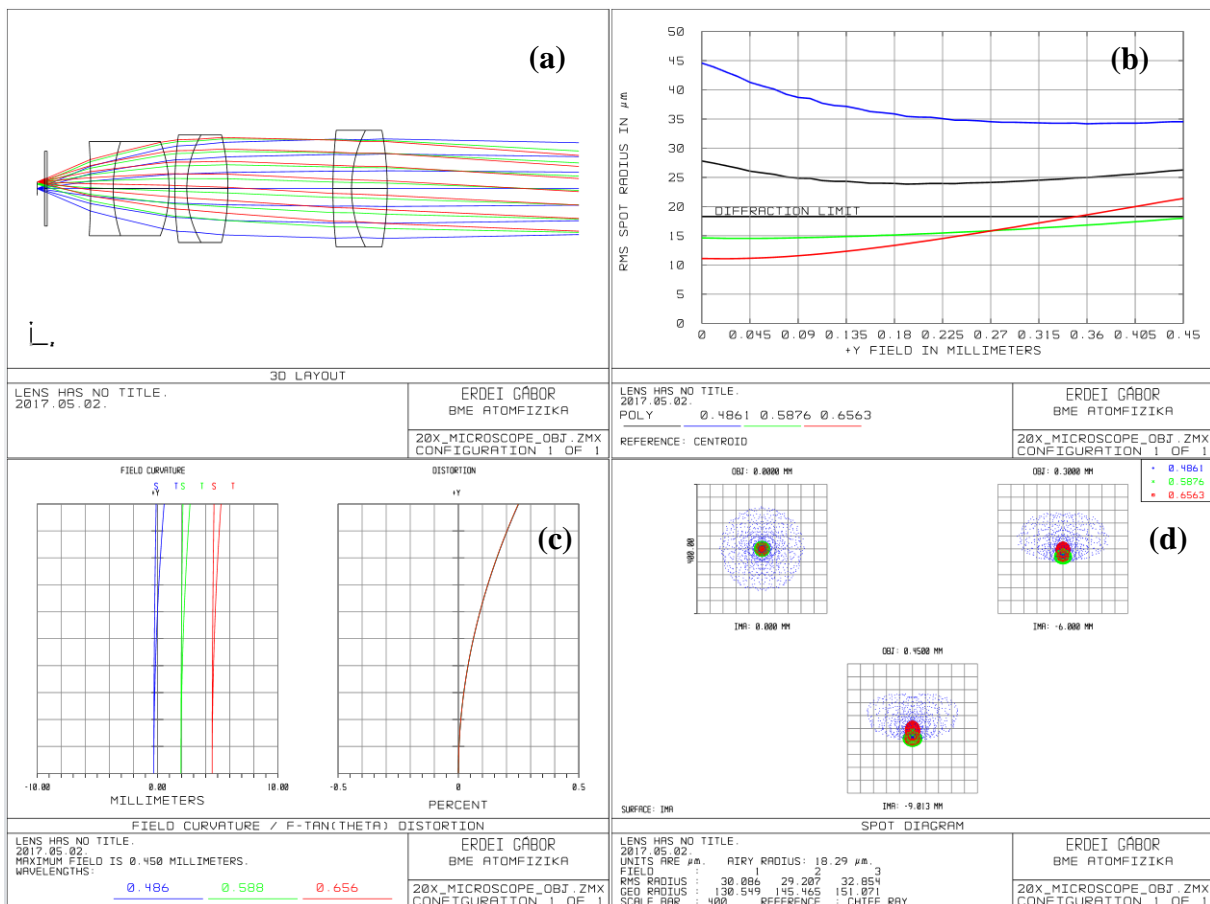 (a)
3D LAYOUT
LENS HAS NO TITLE.
2017.05.02.
ERDEI GÁBOR
BME ATOMFIZIKA
20X_MICROSCOPE_OBJ.ZMX
CONFIGURATION 1 OF 1
(b)
50
45
40
35
30
25
20
15
10
5
0
RMS SPOT RADIUS IN µm
DIFFRACTION LIMIT
0 0.045 0.09 0.135 0.18 0.225 0.27 0.315 0.36 0.405 0.45
+Y FIELD IN MILLIMETERS
LENS HAS NO TITLE.
2017.05.02.
POLY 0.4861 0.5876 0.6563
REFERENCE: CENTROID
ERDEI GÁBOR
BME ATOMFIZIKA
20X_MICROSCOPE_OBJ.ZMX
CONFIGURATION 1 OF 1
FIELD CURVATURE
S T S T S T
+Y
-10.00 0.00 10.00
MILLIMETERS
DISTORTION
+Y
(c)
-0.5 0 0.5
PERCENT
FIELD CURVATURE / F-TAN(THETA) DISTORTION
LENS HAS NO TITLE.
2017.05.02.
MAXIMUM FIELD IS 0.450 MILLIMETERS.
WAVELENGTHS:
0.486 0.588 0.656
ERDEI GÁBOR
BME ATOMFIZIKA
20X_MICROSCOPE_OBJ.ZMX
CONFIGURATION 1 OF 1
0.4861
0.5876
0.6563
(d)
OBJ: 0.0000 MM
400.00
IMA: 0.000 MM
OBJ: 0.3000 MM
IMA: -6.000 MM
OBJ: 0.4500 MM
IMA: -9.013 MM
SURFACE: IMA
SPOT DIAGRAM
LENS HAS NO TITLE.
2017.05.02.
UNITS ARE µm. AIRY RADIUS: 18.29 µm.
FIELD : 1 2 3
RMS RADIUS : 30.086 29.207 32.854
GEO RADIUS : 130.549 145.465 151.071
SCALE BAR : 400 REFERENCE : CHIEF RAY
ERDEI GÁBOR
BME ATOMFIZIKA
20X_MICROSCOPE_OBJ.ZMX
CONFIGURATION 1 OF 1